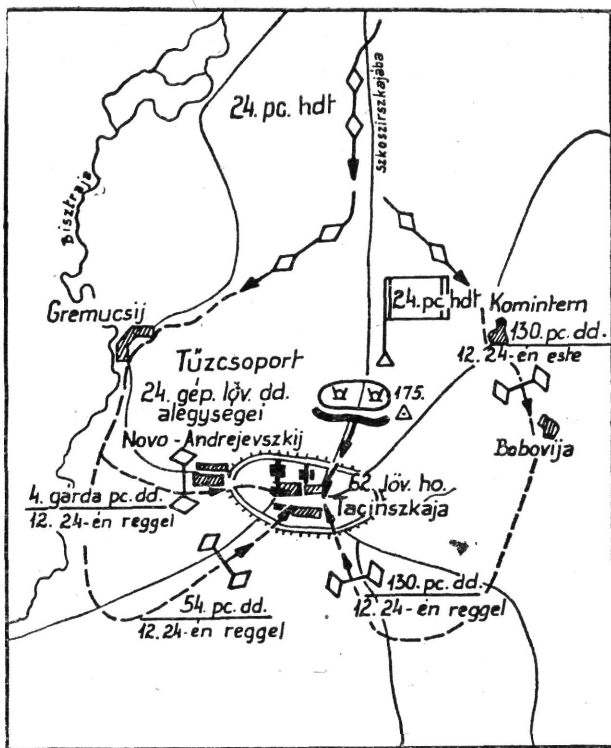 24. pc. hdt
Szkoszirszkajába
Bisztraja
24. pc hdt
Komintern
130. pc. dd.
12. 24-én este
Gremucsij
Tűzcsoport
24. gép. löv. dd.
alegységei
175.
Novo-Andrejevszkij
Bobovija
62. löv. ho.
Tacinszkaja
4. gárda pc. dd.
12. 24-én reggel
54. pc. dd.
12. 24-én reggel
130. pc. dd.
12. 24-én reggel